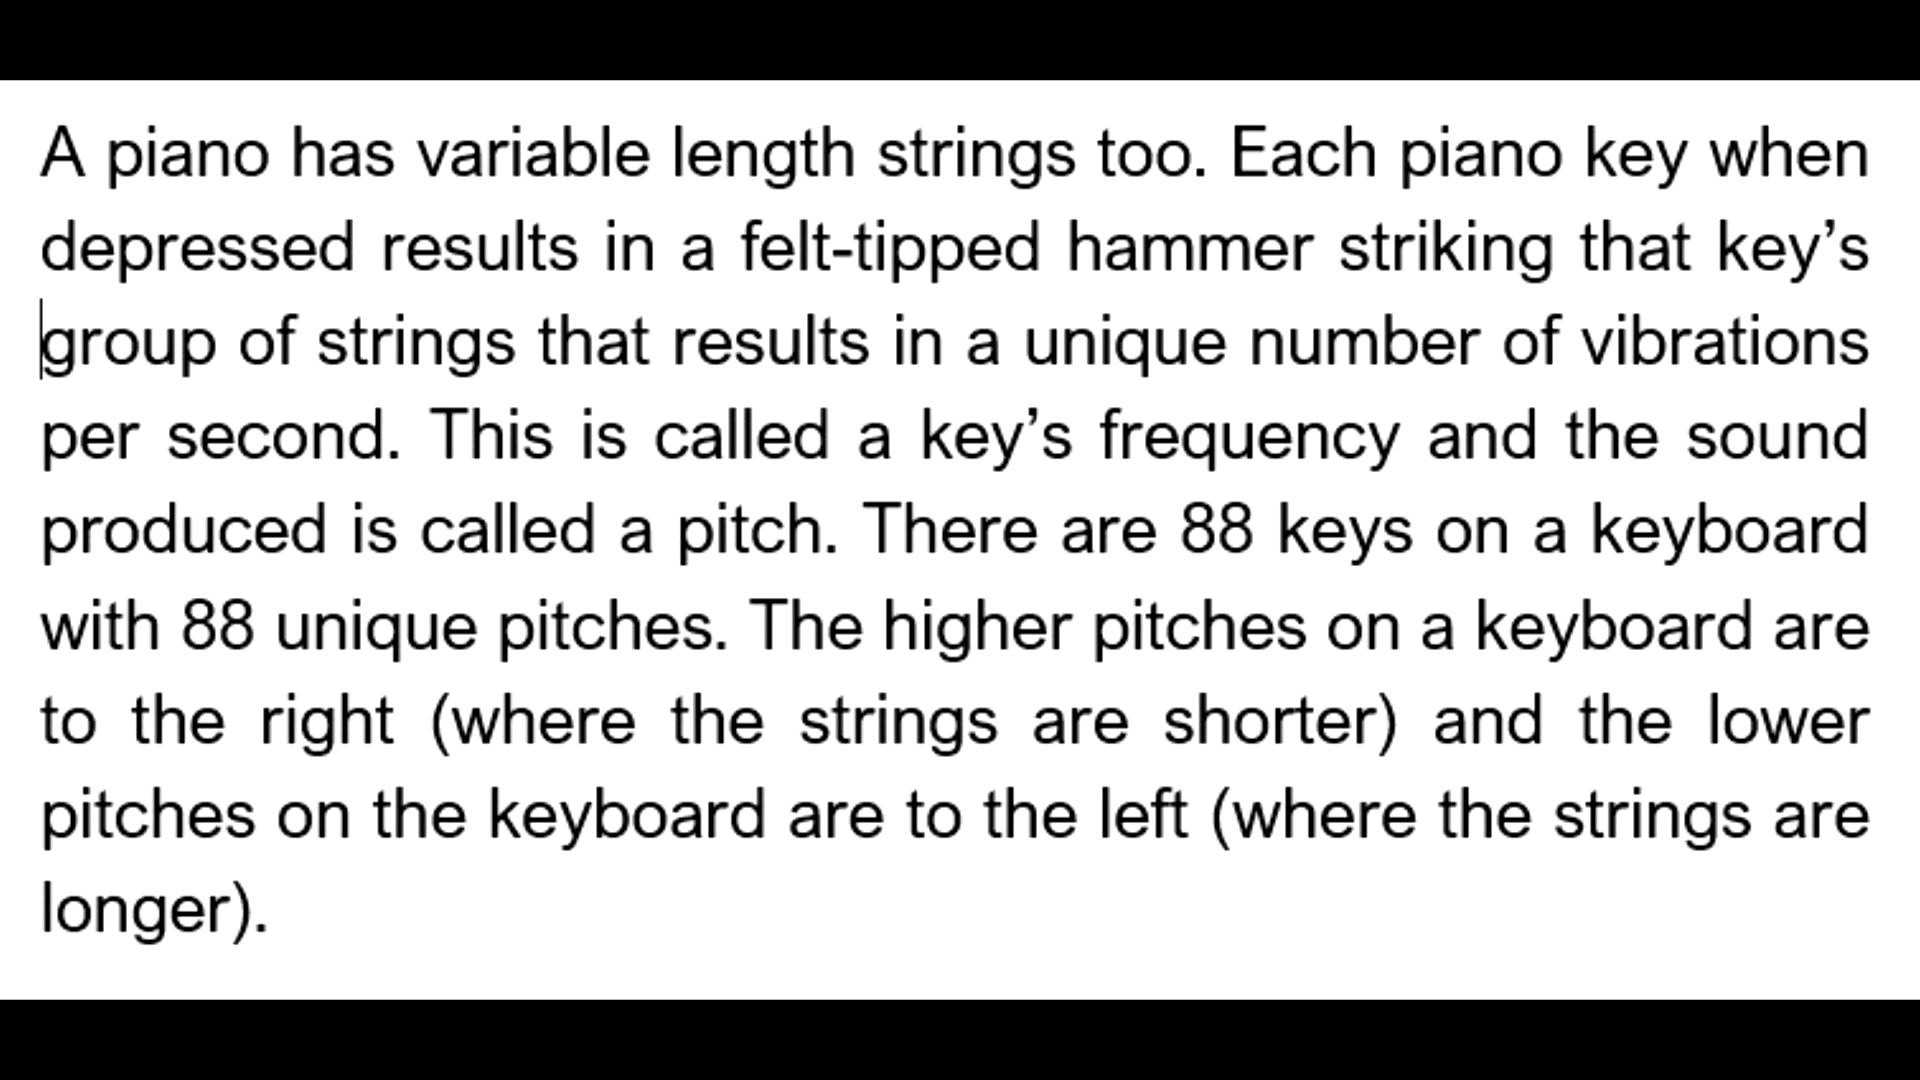 A piano has variable length strings too. Each piano key when
depressed results in a felt-tipped hammer striking that key’s
group of strings that results in a unique number of vibrations
per second. This is called a key’s frequency and the sound
produced is called a pitch. There are 88 keys on a keyboard
with 88 unique pitches. The higher pitches on a keyboard are
to the right (where the strings are shorter) and the lower
pitches on the keyboard are to the left (where the strings are
longer).